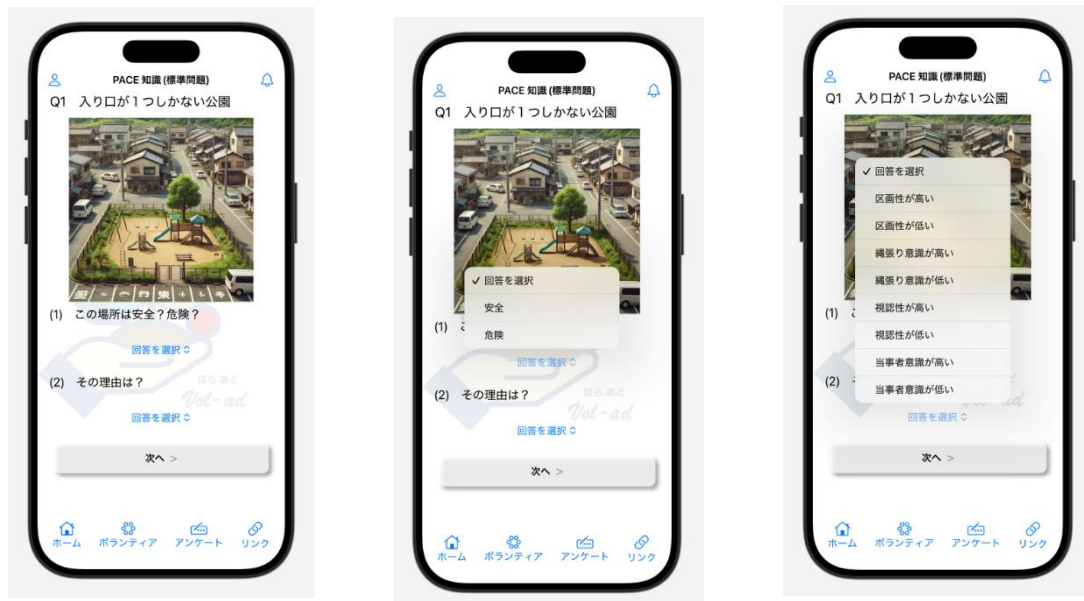 PACE 知識 (標準問題)
Q1 入り口が1つしかない公園
(1) この場所は安全？危険？
回答を選択
(2) その理由は？
ぼら あど
Vol-ad
回答を選択
次へ >
ホーム ボランティア アンケート リンク
PACE 知識 (標準問題)
Q1 入り口が1つしかない公園
✓ 回答を選択
安全
危険
(1)
回答を選択
(2) その理由は？
ぼら あど
Vol-ad
回答を選択
次へ >
ホーム ボランティア アンケート リンク
PACE 知識 (標準問題)
Q1 入り口が1つしかない公園
✓ 回答を選択
区画性が高い
区画性が低い
縄張り意識が高い
縄張り意識が低い
視認性が高い
視認性が低い
当事者意識が高い
当事者意識が低い
(1)
(2)
回答を選択
次へ >
ホーム ボランティア アンケート リンク